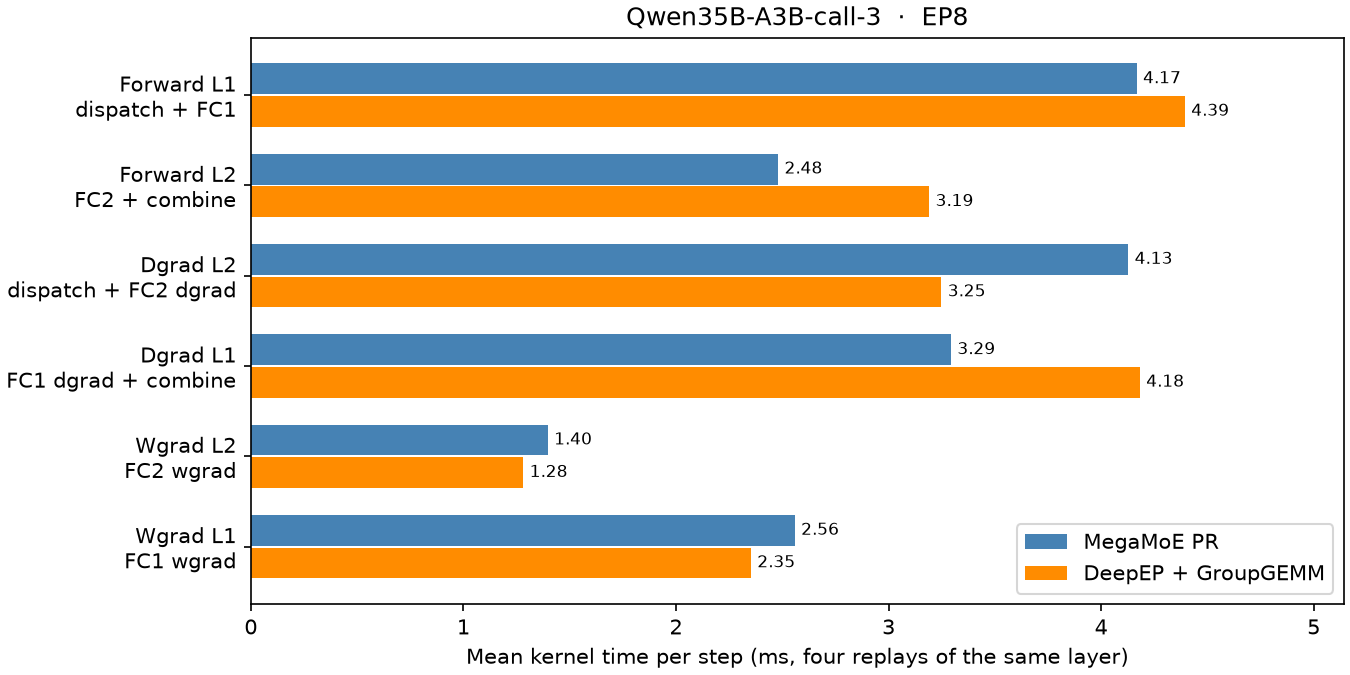 Qwen35B-A3B-call-3 · EP8
Forward L1
dispatch + FC1
4.17
4.39
Forward L2
FC2 + combine
2.48
3.19
Dgrad L2
dispatch + FC2 dgrad
4.13
3.25
Dgrad L1
FC1 dgrad + combine
3.29
4.18
Wgrad L2
FC2 wgrad
1.40
1.28
Wgrad L1
FC1 wgrad
2.56
2.35
MegaMoE PR
DeepEP + GroupGEMM
0 1 2 3 4 5
Mean kernel time per step (ms, four replays of the same layer)